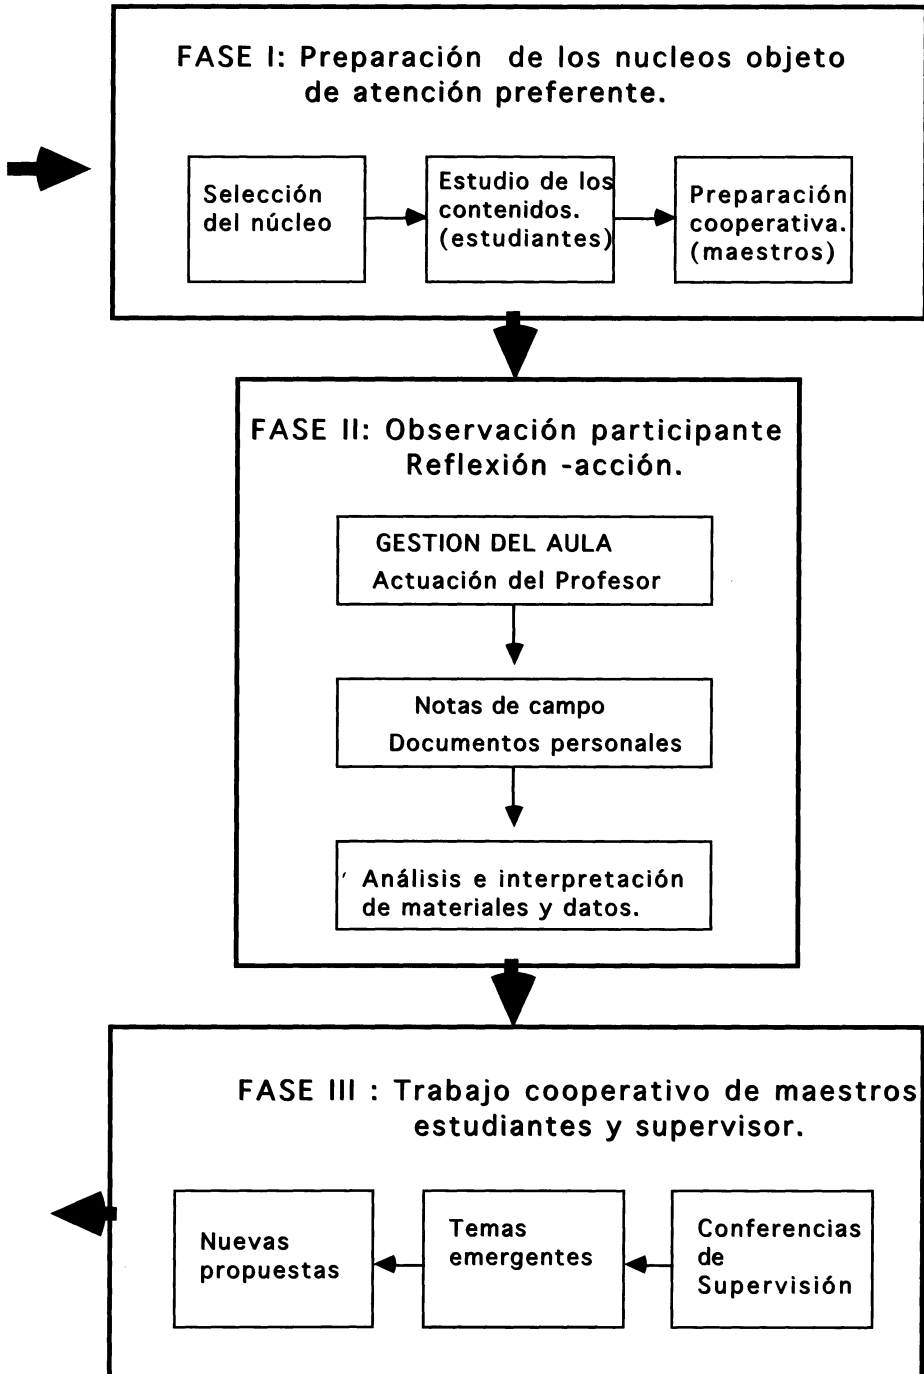 FASE I: Preparación de los nucleos objeto
de atención preferente.
Selección
del núcleo
Estudio de los
contenidos.
(estudiantes)
Preparación
cooperativa.
(maestros)
FASE II: Observación participante
Reflexión -acción.
GESTION DEL AULA
Actuación del Profesor
Notas de campo
Documentos personales
Análisis e interpretación
de materiales y datos.
FASE III : Trabajo cooperativo de maestros
estudiantes y supervisor.
Nuevas
propuestas
Temas
emergentes
Conferencias
de
Supervisión